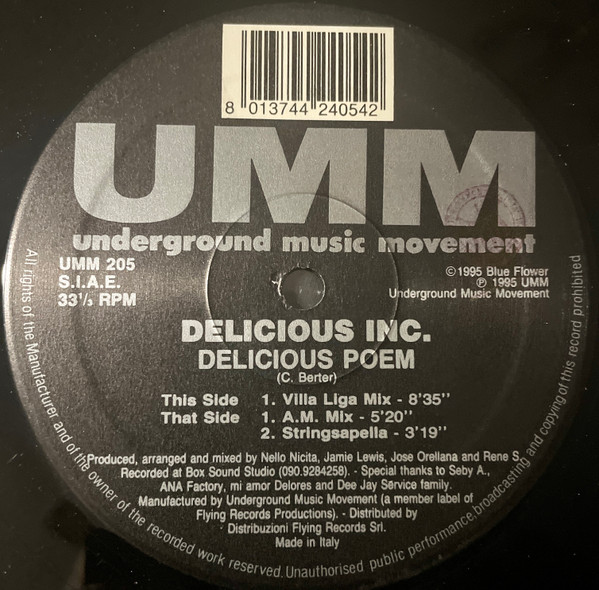 8 013744 240542
UMM
underground music movement
UMM 205
S.I.A.E.
33⅓ RPM
© 1995 Blue Flower
℗ 1995 UMM
Underground Music Movement
DELICIOUS INC.
DELICIOUS POEM
(C. Berter)
This Side 1. Villa Liga Mix - 8'35''
That Side 1. A.M. Mix - 5'20''
2. Stringsapella - 3'19''
Produced, arranged and mixed by Nello Nicita, Jamie Lewis, Jose Orellana and Rene S.
Recorded at Box Sound Studio (090.9284258). - Special thanks to Seby A.,
ANA Factory, mi amor Delores and Dee Jay Service family.
Manufactured by Underground Music Movement (a member label of
Flying Records Productions). - Distributed by
Distribuzioni Flying Records Srl.
Made in Italy
All rights of the Manufacturer and of the owner of the recorded work reserved. Unauthorised public performance, broadcasting and copying of this record prohibited